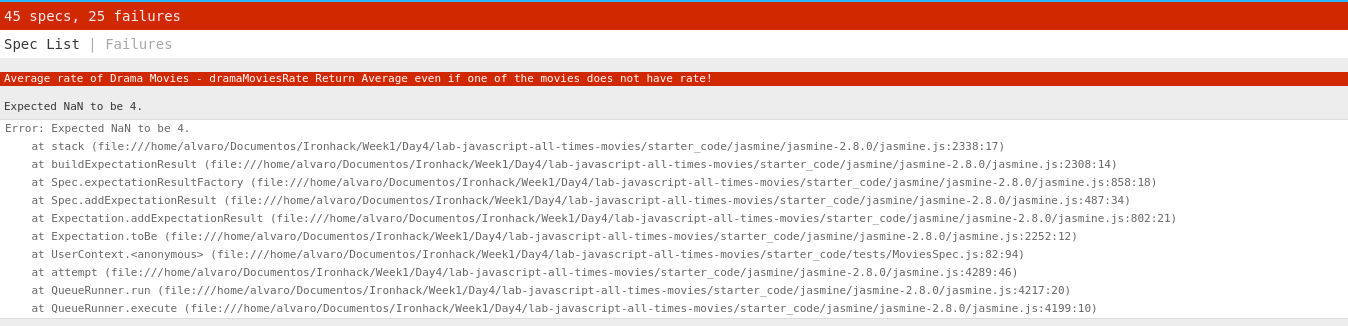 45 specs, 25 failures
Spec List | Failures
Average rate of Drama Movies - dramaMoviesRate Return Average even if one of the movies does not have rate!
Expected NaN to be 4.
Error: Expected NaN to be 4.
at stack (file:///home/alvaro/Documentos/Ironhack/Week1/Day4/lab-javascript-all-times-movies/starter_code/jasmine/jasmine-2.8.0/jasmine.js:2338:17)
at buildExpectationResult (file:///home/alvaro/Documentos/Ironhack/Week1/Day4/lab-javascript-all-times-movies/starter_code/jasmine/jasmine-2.8.0/jasmine.js:2308:14)
at Spec.expectationResultFactory (file:///home/alvaro/Documentos/Ironhack/Week1/Day4/lab-javascript-all-times-movies/starter_code/jasmine/jasmine-2.8.0/jasmine.js:858:18)
at Spec.addExpectationResult (file:///home/alvaro/Documentos/Ironhack/Week1/Day4/lab-javascript-all-times-movies/starter_code/jasmine/jasmine-2.8.0/jasmine.js:487:34)
at Expectation.addExpectationResult (file:///home/alvaro/Documentos/Ironhack/Week1/Day4/lab-javascript-all-times-movies/starter_code/jasmine/jasmine-2.8.0/jasmine.js:802:21)
at Expectation.toBe (file:///home/alvaro/Documentos/Ironhack/Week1/Day4/lab-javascript-all-times-movies/starter_code/jasmine/jasmine-2.8.0/jasmine.js:2252:12)
at UserContext.<anonymous> (file:///home/alvaro/Documentos/Ironhack/Week1/Day4/lab-javascript-all-times-movies/starter_code/tests/MoviesSpec.js:82:94)
at attempt (file:///home/alvaro/Documentos/Ironhack/Week1/Day4/lab-javascript-all-times-movies/starter_code/jasmine/jasmine-2.8.0/jasmine.js:4289:46)
at QueueRunner.run (file:///home/alvaro/Documentos/Ironhack/Week1/Day4/lab-javascript-all-times-movies/starter_code/jasmine/jasmine-2.8.0/jasmine.js:4217:20)
at QueueRunner.execute (file:///home/alvaro/Documentos/Ironhack/Week1/Day4/lab-javascript-all-times-movies/starter_code/jasmine/jasmine-2.8.0/jasmine.js:4199:10)